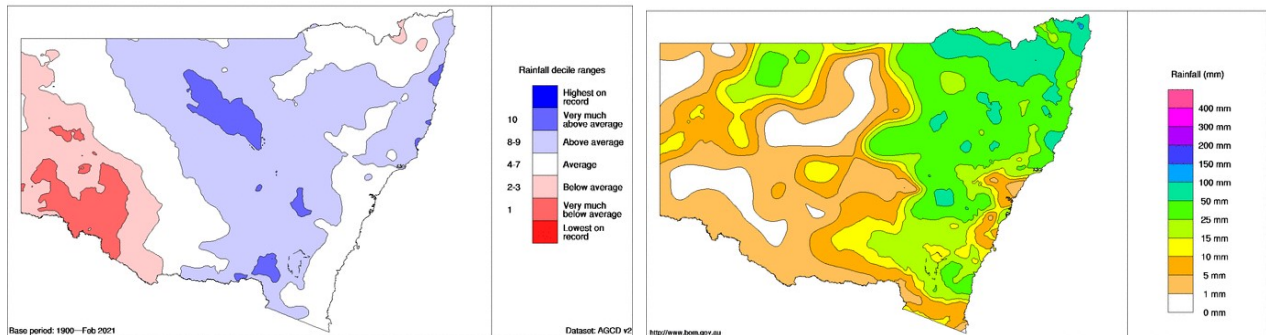 Rainfall decile ranges
Highest on
record
10
Very much
above average
8-9
Above average
4-7
Average
2-3
Below average
1
Very much
below average
Lowest on
record
Base period: 1900—Feb 2021
Dataset: AGCD v2
Rainfall (mm)
400 mm
300 mm
200 mm
150 mm
100 mm
50 mm
25 mm
15 mm
10 mm
5 mm
1 mm
0 mm
http://www.bom.gov.au